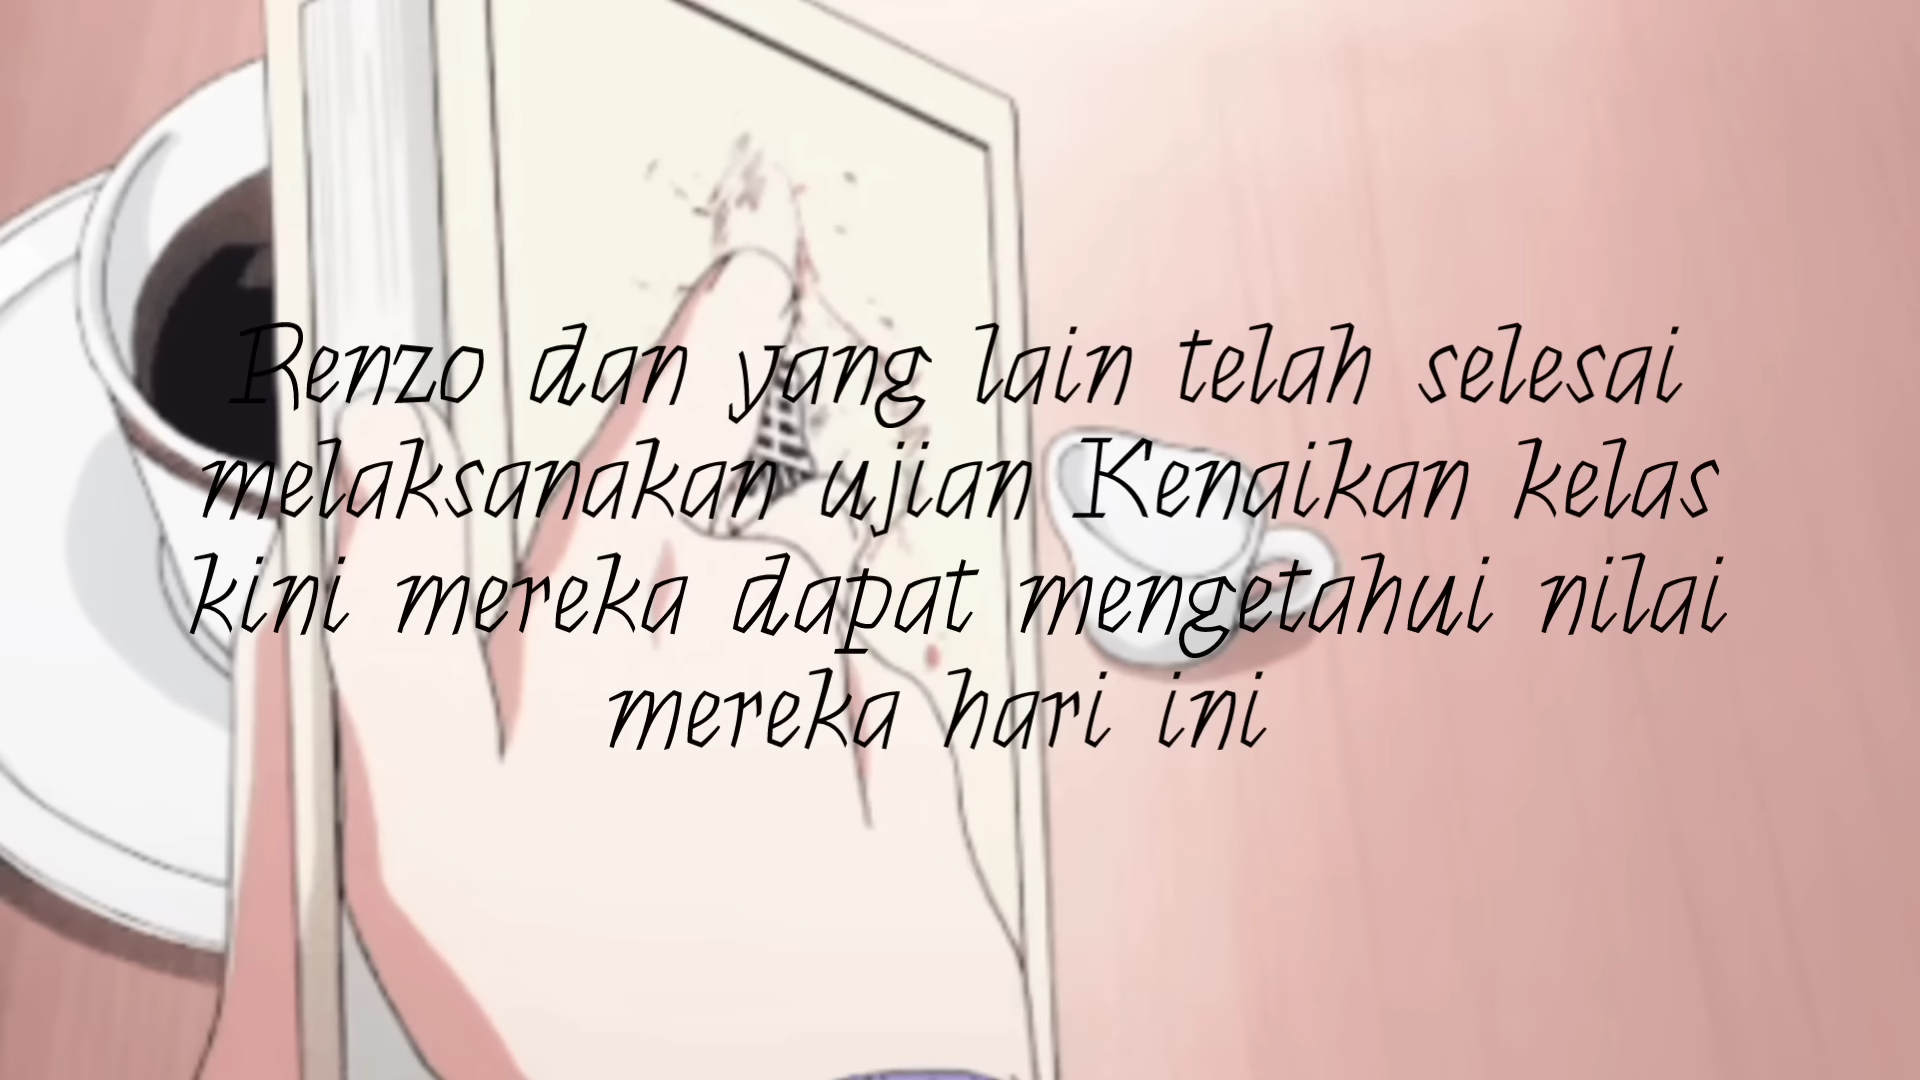 Renzo dan yang lain telah selesai
melaksanakan ujian Kenaikan kelas
kini mereka dapat mengetahui nilai
mereka hari ini